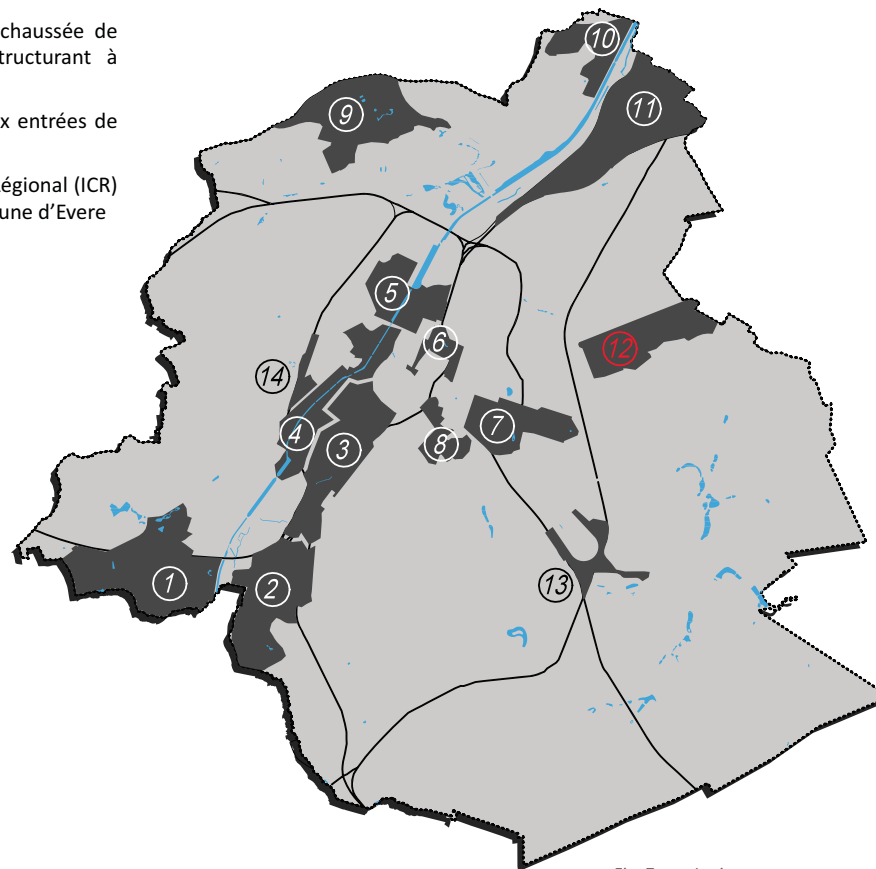 chaussée de
tructurant à
x entrées de
égional (ICR)
une d'Evere
10
11
9
5
6
12
14
4
3
8
7
1
2
13